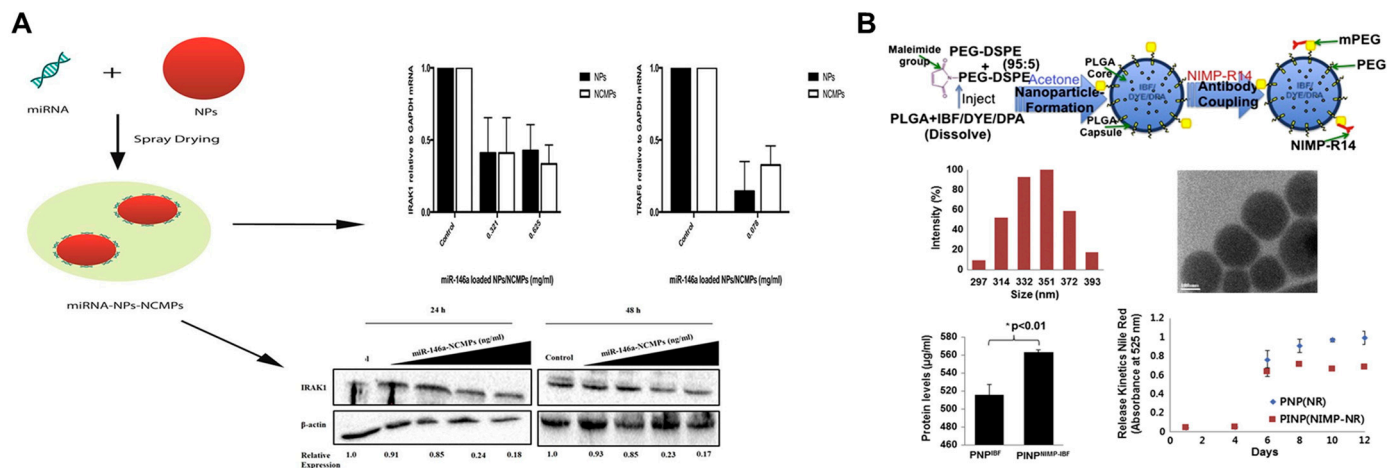 A
miRNA
+
NPs
Spray Drying
miRNA-NPs-NCMPs
IRAK1 relative to GAPDH mRNA
1.0
0.5
0.0
Control
0.321
0.625
NPs
NCMPs
miR-146a loaded NPs/NCMPs (mg/ml)
TRAF6 relative to GAPDH mRNA
1.0
0.5
0.0
Control
0.078
NPs
NCMPs
miR-146a loaded NPs/NCMPs (mg/ml)
24 h
48 h
miR-146a-NCMPs (ng/ml)
Control
miR-146a-NCMPs (ng/ml)
IRAK1
β-actin
Relative
Expression
1.0 0.91 0.85 0.24 0.18 1.0 0.93 0.85 0.23 0.17
B
Maleimide
group
PEG-DSPE
+ (95:5)
PEG-DSPE
Inject
PLGA+IBF/DYE/DPA
(Dissolve)
Acetone
Nanoparticle-
Formation
PLGA
Core
PLGA
Capsule
IBF/
DYE/DPA
NIMP-R14
Antibody
Coupling
IBF/
DYE/DPA
mPEG
PEG
NIMP-R14
Intensity (%)
100
80
60
40
20
0
297 314 332 351 372 393
Size (nm)
Protein levels (µg/ml)
580
560
540
520
500
480
460
* p<0.01
PNP^IBF
PINP^NIMP-IBF
Release Kinetics Nile Red
(Absorbance at 525 nm)
1.2
1
0.8
0.6
0.4
0.2
0
0 2 4 6 8 10 12
Days
PNP(NR)
PINP(NIMP-NR)